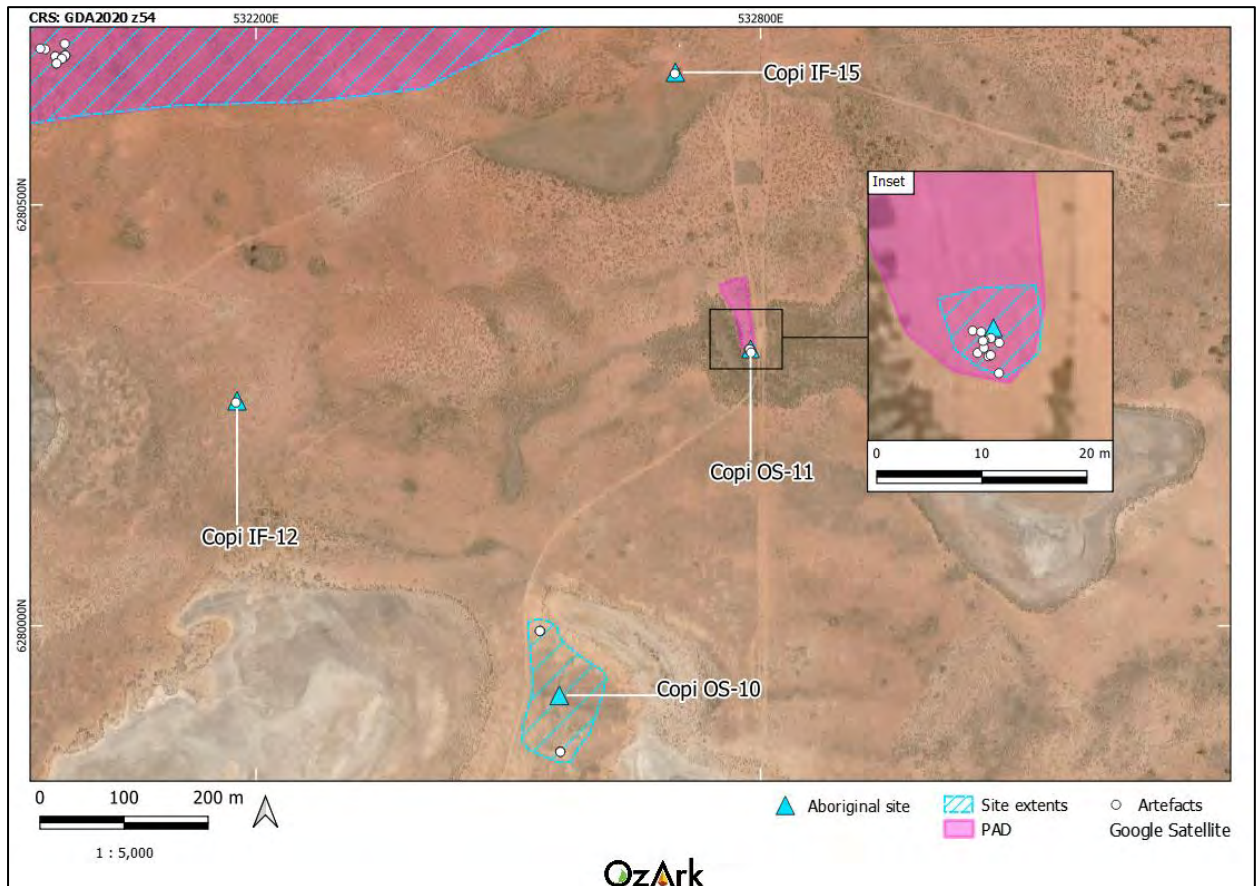 CRS: GDA2020 z54
532200E
532800E
Copi IF-15
6280500N
Inset
0 10 20 m
Copi OS-11
Copi IF-12
6280000N
Copi OS-10
0 100 200 m
1 : 5,000
Aboriginal site
Site extents
Artefacts
PAD
Google Satellite
OzArk